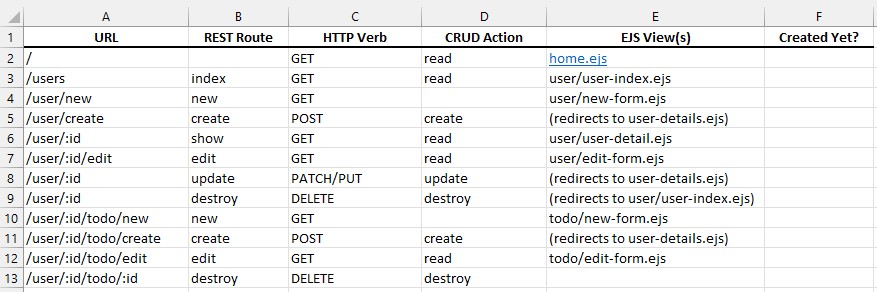 A B C D E F
1 URL REST Route HTTP Verb CRUD Action EJS View(s) Created Yet?
2 / GET read home.ejs
3 /users index GET read user/user-index.ejs
4 /user/new new GET user/new-form.ejs
5 /user/create create POST create (redirects to user-details.ejs)
6 /user/:id show GET read user/user-detail.ejs
7 /user/:id/edit edit GET read user/edit-form.ejs
8 /user/:id update PATCH/PUT update (redirects to user-details.ejs)
9 /user/:id destroy DELETE destroy (redirects to user/user-index.ejs)
10 /user/:id/todo/new new GET todo/new-form.ejs
11 /user/:id/todo/create create POST create (redirects to user-details.ejs)
12 /user/:id/todo/edit edit GET read todo/edit-form.ejs
13 /user/:id/todo/:id destroy DELETE destroy